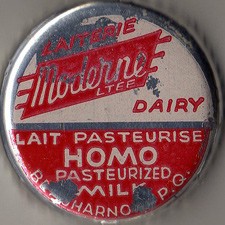 LAITERIE
Moderne
LTEE
DAIRY
LAIT PASTEURISE
HOMO
PASTEURIZED
MILK
P.Q.